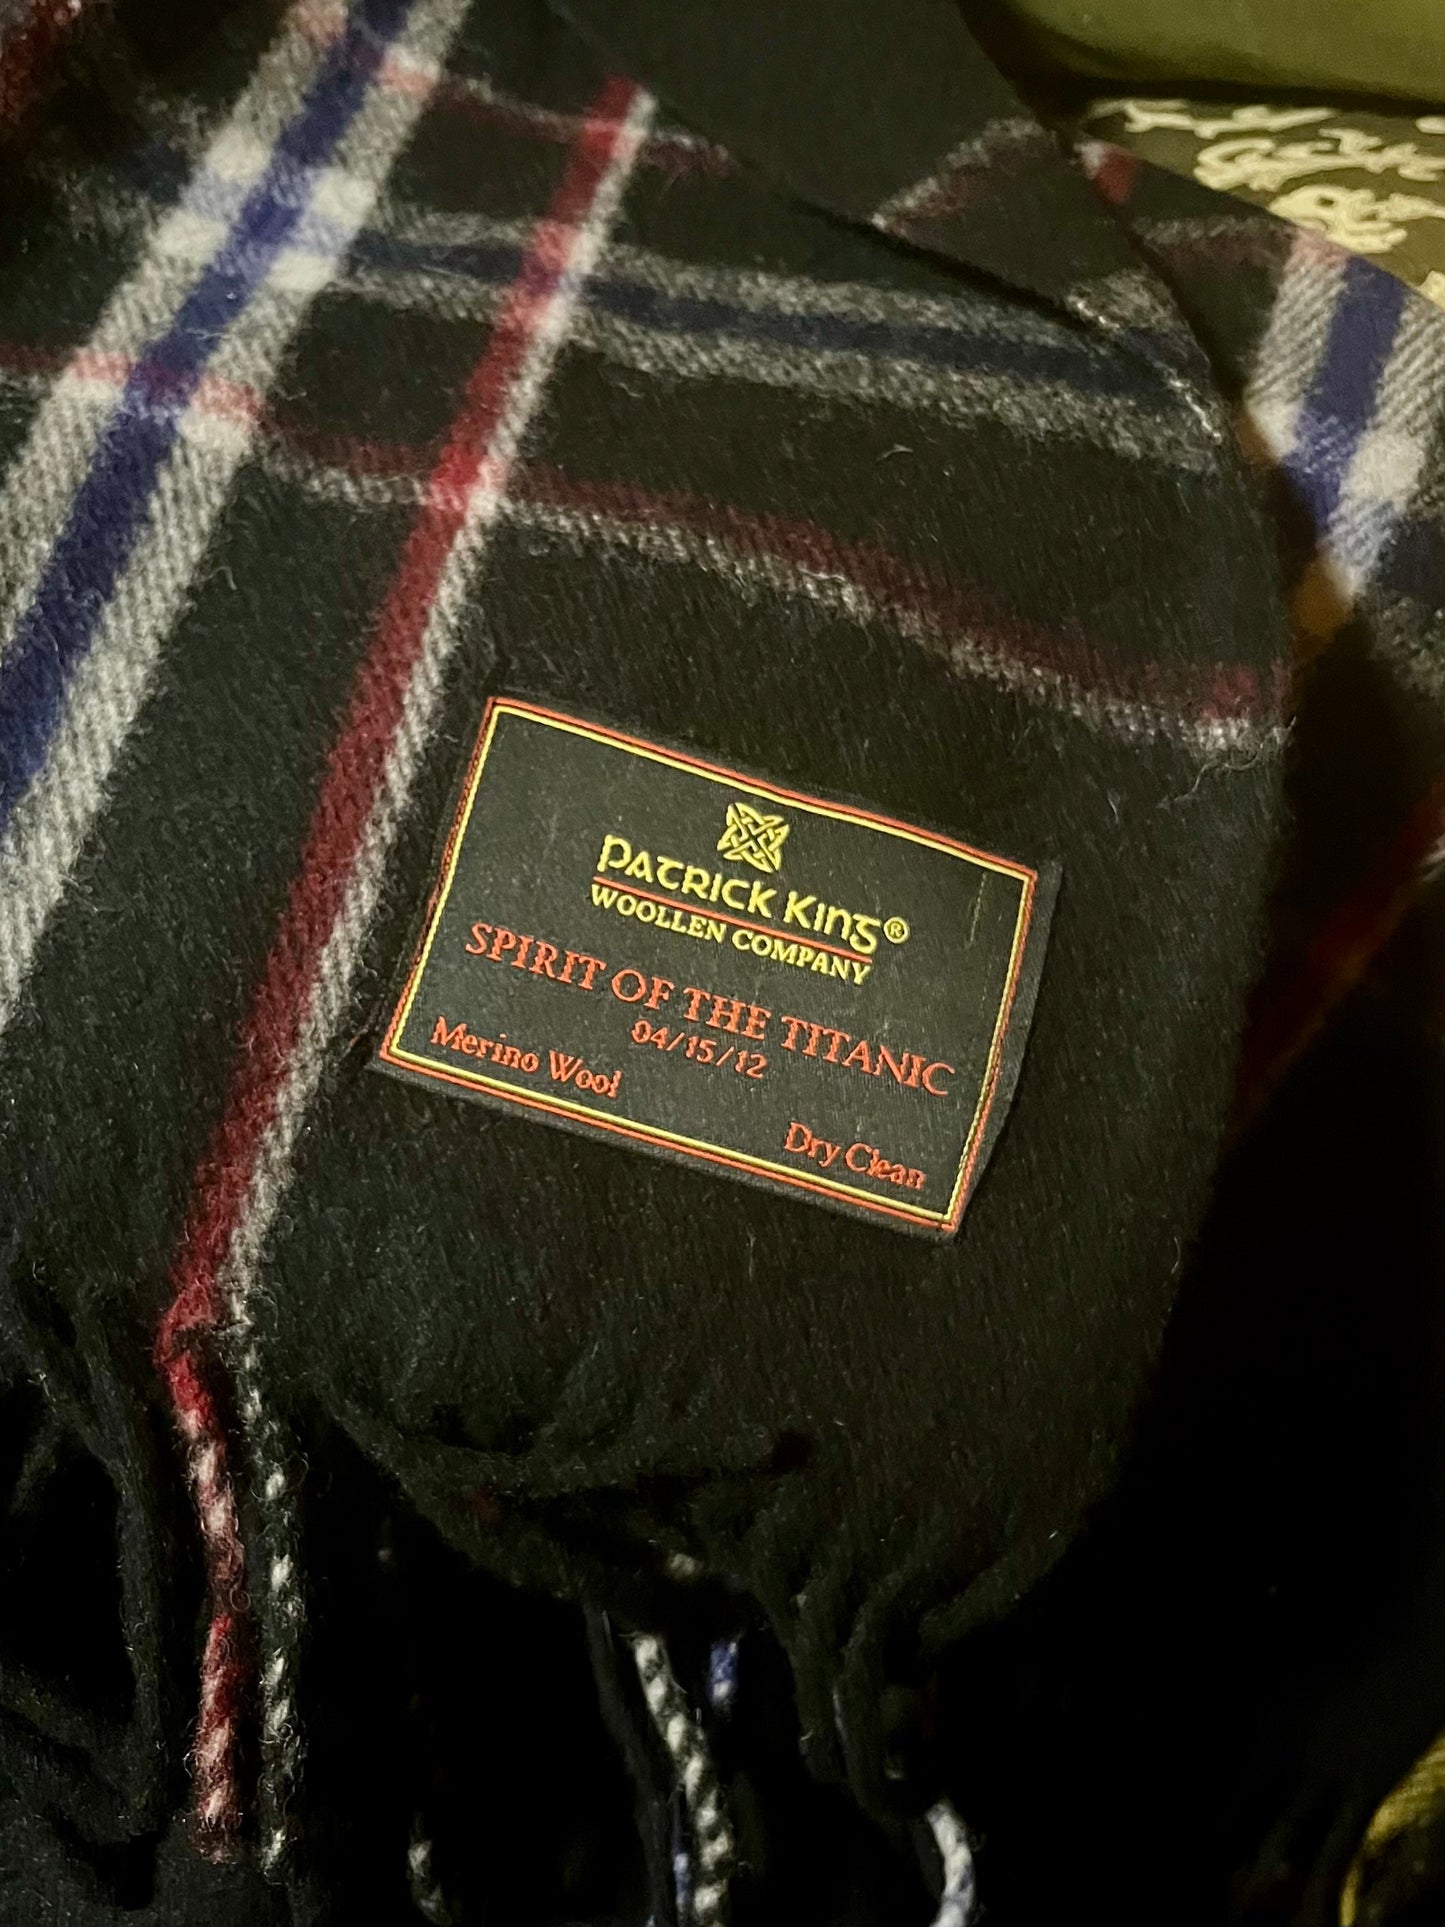 PATRICK KING®
WOOLLEN COMPANY
SPIRIT OF THE TITANIC
04/15/12
Merino Wool
Dry Clean